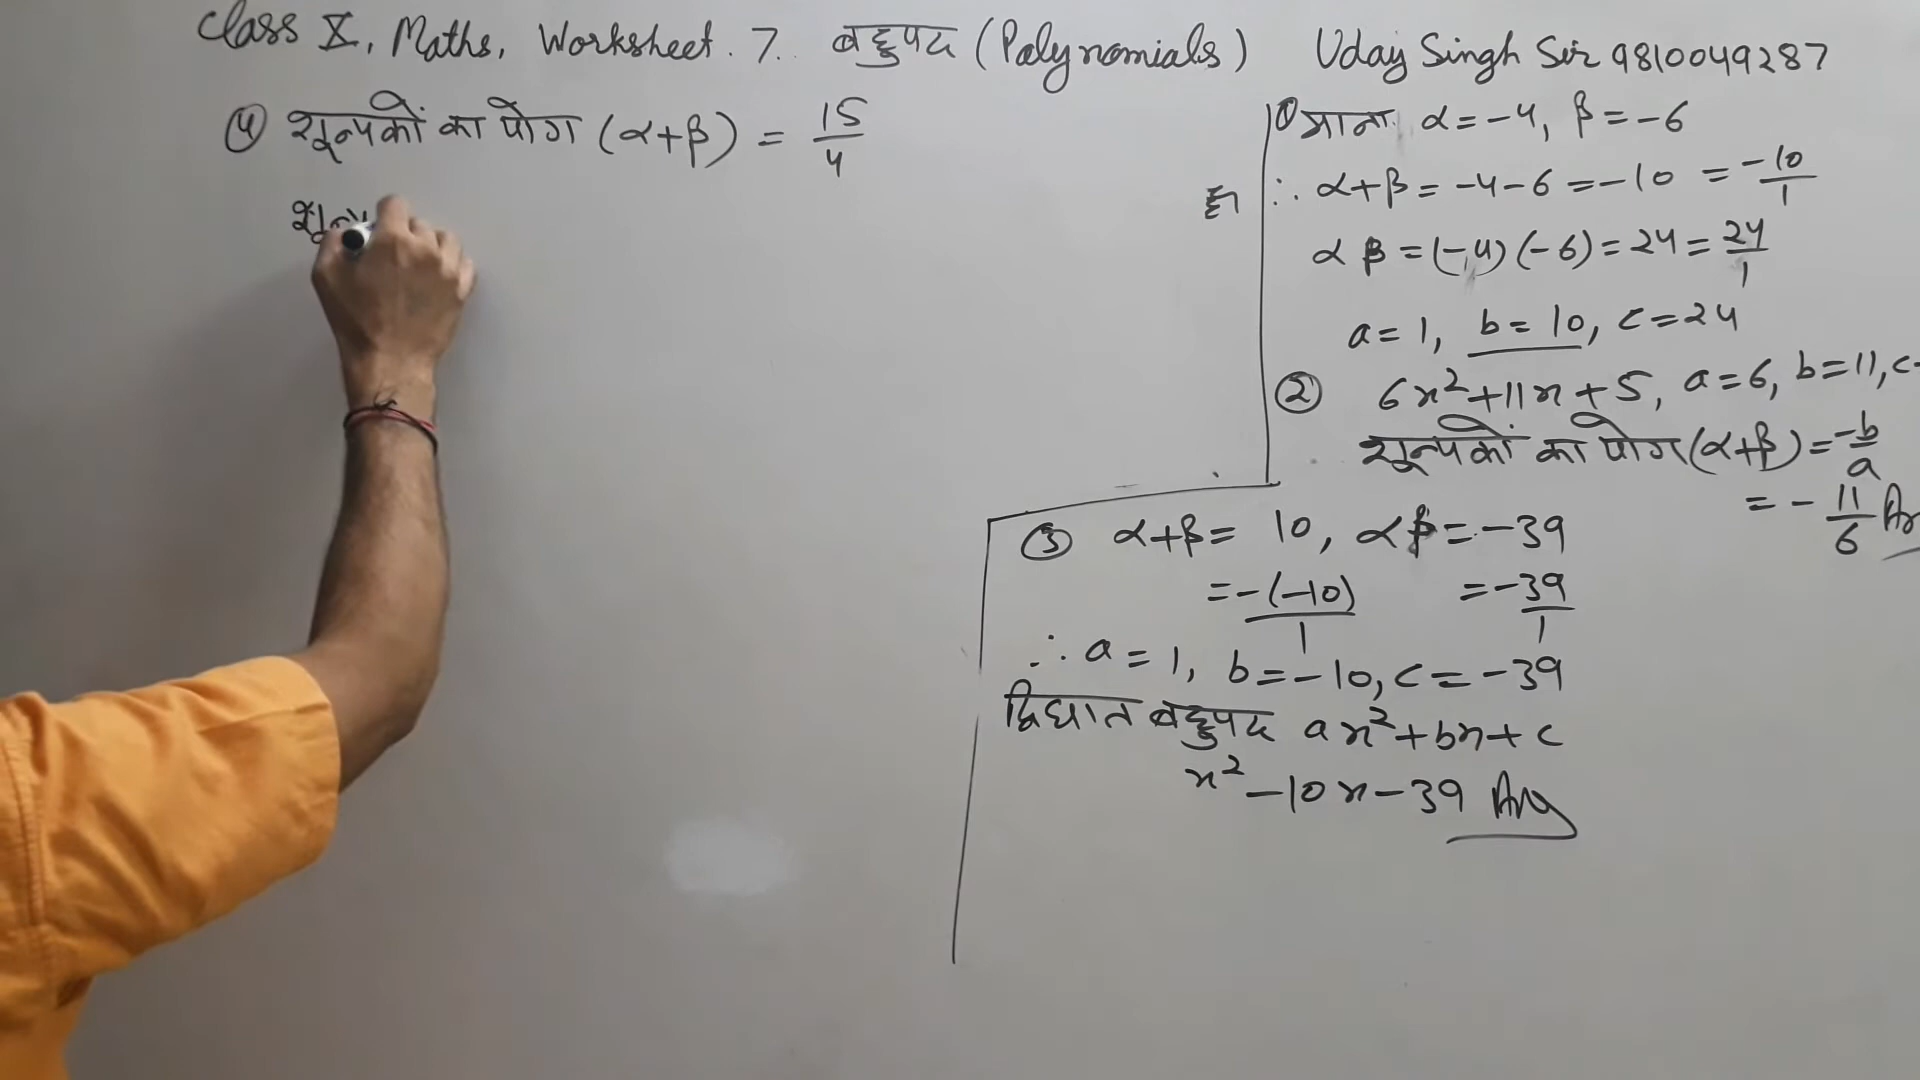 Class X, Maths, Worksheet. 7. बहुपद (Polynomials) Uday Singh Sir 9810049287
④ शून्यकों का योग (α+β) = 15/4
① माना α=-4, β=-6
∴ α+β = -4-6 =-10 = -10/1
α β = (-4)(-6) = 24 = 24/1
a = 1, b = 10, c = 24
② 6x²+11x+5, a=6, b=11, c
शून्यकों का योग (α+β) = -b/a
= - 11/6
③ α+β = 10, αβ = -39
= -(-10)/1 = -39/1
∴ a = 1, b = -10, c = -39
द्विघात बहुपद ax²+bx+c
x²-10x-39 Ans